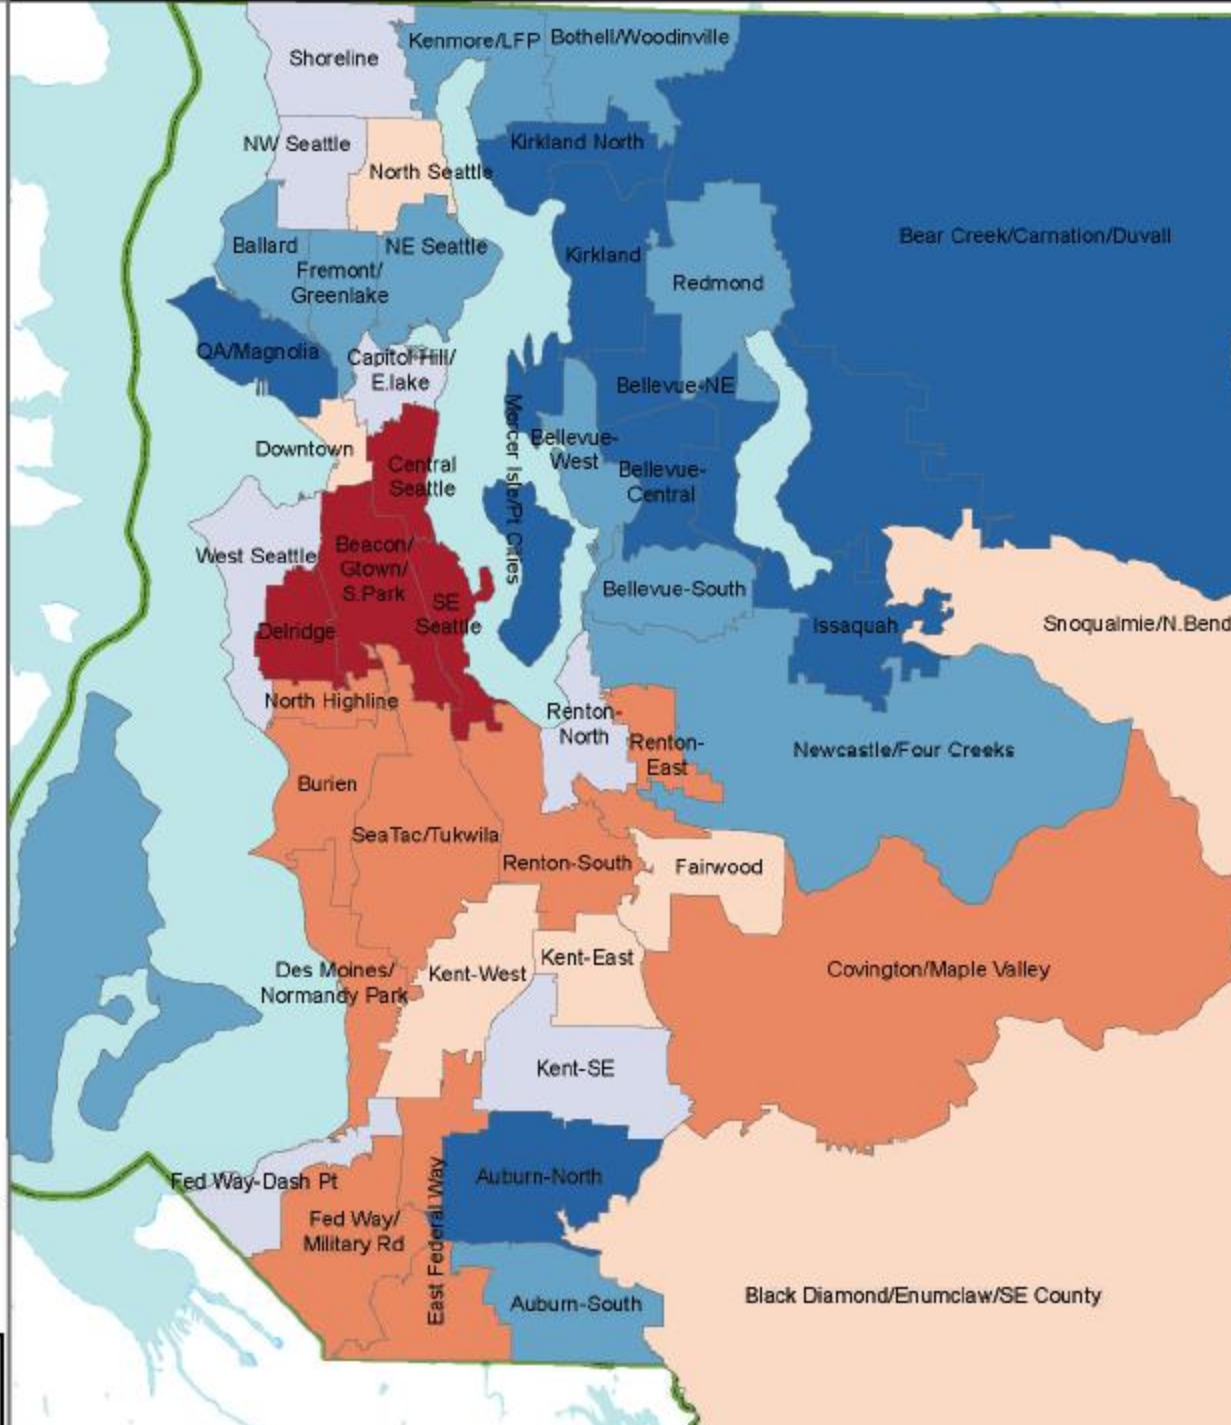 Shoreline
Kenmore/LFP
Bothell/Woodinville
NW Seattle
North Seattle
Kirkland North
Ballard
Fremont/
Greenlake
NE Seattle
Kirkland
Redmond
Bear Creek/Carnation/Duvall
QA/Magnolia
Capitol Hill/
E.lake
Bellevue-NE
Mercer Isle/Pt Cities
Downtown
Central
Seattle
Bellevue-
West
Bellevue-
Central
West Seattle
Beacon/
Gtown/
S.Park
SE
Seattle
Delridge
Bellevue-South
Issaquah
Snoqualmie/N.Bend
North Highline
Renton-
North
Renton-
East
Newcastle/Four Creeks
Burien
SeaTac/Tukwila
Renton-South
Fairwood
Des Moines/
Normandy Park
Kent-West
Kent-East
Covington/Maple Valley
Kent-SE
Fed Way-Dash Pt
Fed Way/
Military Rd
East Federal Way
Auburn-North
Auburn-South
Black Diamond/Enumclaw/SE County